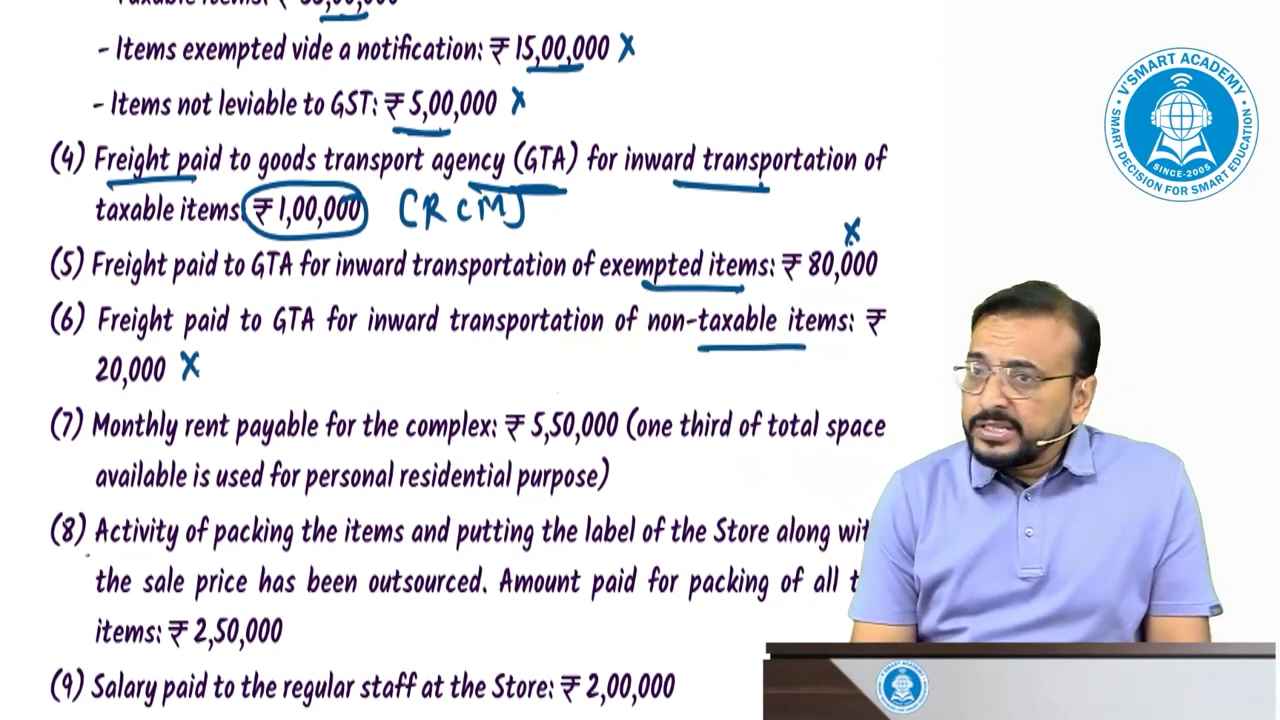 Taxable items: ₹
- Items exempted vide a notification: ₹ 15,00,000 X
- Items not leviable to GST: ₹ 5,00,000 X
(4) Freight paid to goods transport agency (GTA) for inward transportation of
taxable items: ₹ 1,00,000 (RCM)
X
(5) Freight paid to GTA for inward transportation of exempted items: ₹ 80,000
(6) Freight paid to GTA for inward transportation of non-taxable items: ₹
20,000 X
(7) Monthly rent payable for the complex: ₹ 5,50,000 (one third of total space
available is used for personal residential purpose)
(8) Activity of packing the items and putting the label of the Store along
the sale price has been outsourced. Amount paid for packing of all
items: ₹ 2,50,000
(9) Salary paid to the regular staff at the Store: ₹ 2,00,000
V'SMART ACADEMY
SINCE-2005
SMART DECISION FOR SMART EDUCATION